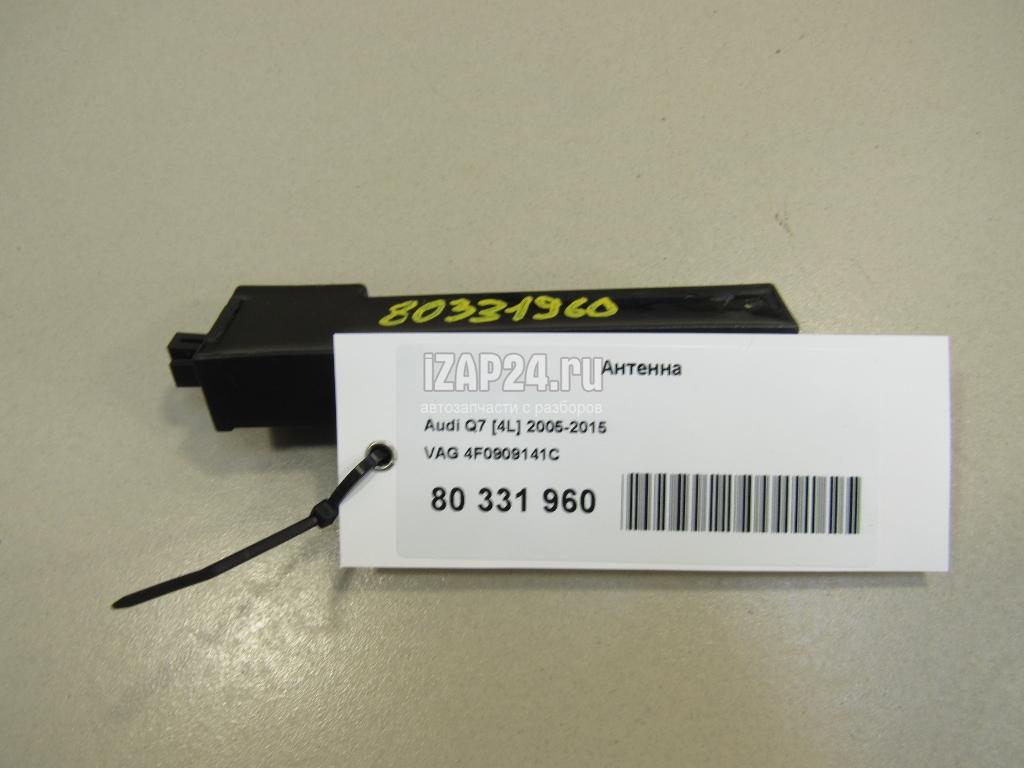 80331960
iZAP24.ru
Антенна
автозапчасти с разборов
Audi Q7 [4L] 2005-2015
VAG 4F0909141C
80 331 960